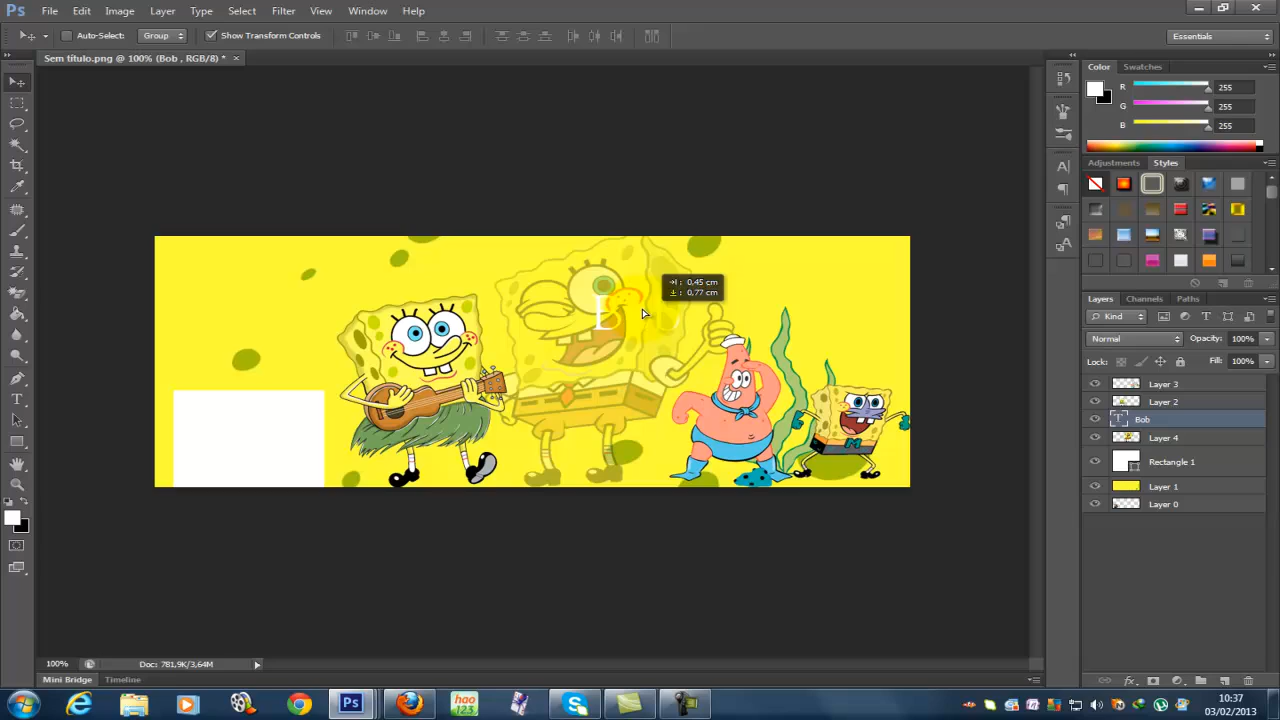 Ps File Edit Image Layer Type Select Filter View Window Help
Auto-Select: Group Show Transform Controls Essentials
Sem título.png @ 100% (Bob , RGB/8) * ×
Color Swatches
R 255
G 255
B 255
Adjustments Styles
Layers Channels Paths
Kind
Normal Opacity: 100%
Lock: Fill: 100%
Layer 3
Layer 2
Bob
Layer 4
Rectangle 1
Layer 1
Layer 0
0,45 cm
0,77 cm
M
100% Doc: 781,9K/3,64M
Mini Bridge Timeline
Ps hao 123 10:37
03/02/2013